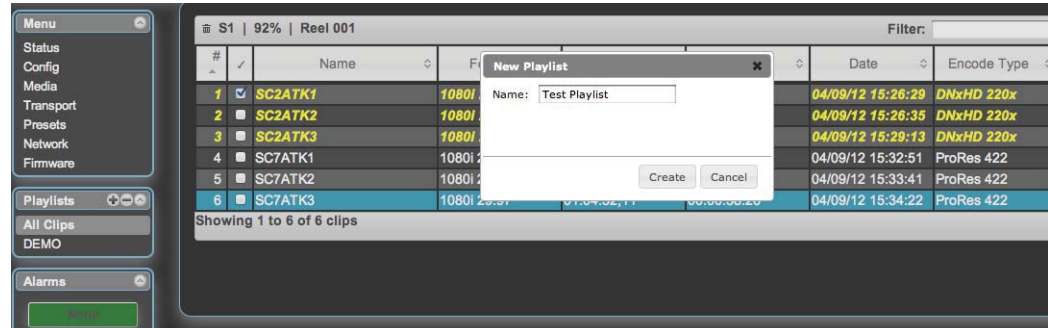 Menu
Status
Config
Media
Transport
Presets
Network
Firmware
Playlists
All Clips
DEMO
Alarms
None
S1 | 92% | Reel 001 Filter:
# ✓ Name Date Encode Type
1 SC2ATK1 1080i 04/09/12 15:26:29 DNxHD 220x
2 SC2ATK2 1080i 04/09/12 15:26:35 DNxHD 220x
3 SC2ATK3 1080i 04/09/12 15:29:13 DNxHD 220x
4 SC7ATK1 1080i 04/09/12 15:32:51 ProRes 422
5 SC7ATK2 1080i 04/09/12 15:33:41 ProRes 422
6 SC7ATK3 1080i 29.97 04/09/12 15:34:22 ProRes 422
Showing 1 to 6 of 6 clips
New Playlist
Name: Test Playlist
Create Cancel